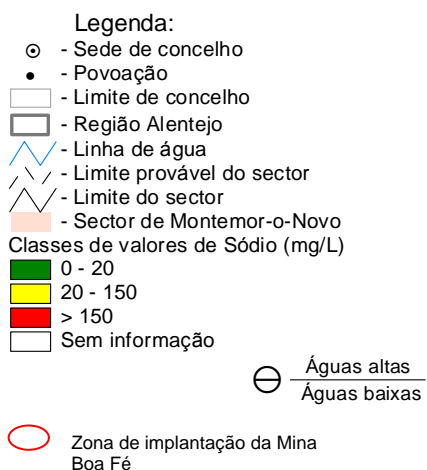 Legenda:
- Sede de concelho
- Povoação
- Limite de concelho
- Região Alentejo
- Linha de água
- Limite provável do sector
- Limite do sector
- Sector de Montemor-o-Novo
Classes de valores de Sódio (mg/L)
0 - 20
20 - 150
> 150
Sem informação
Águas altas
Águas baixas
Zona de implantação da Mina
Boa Fé